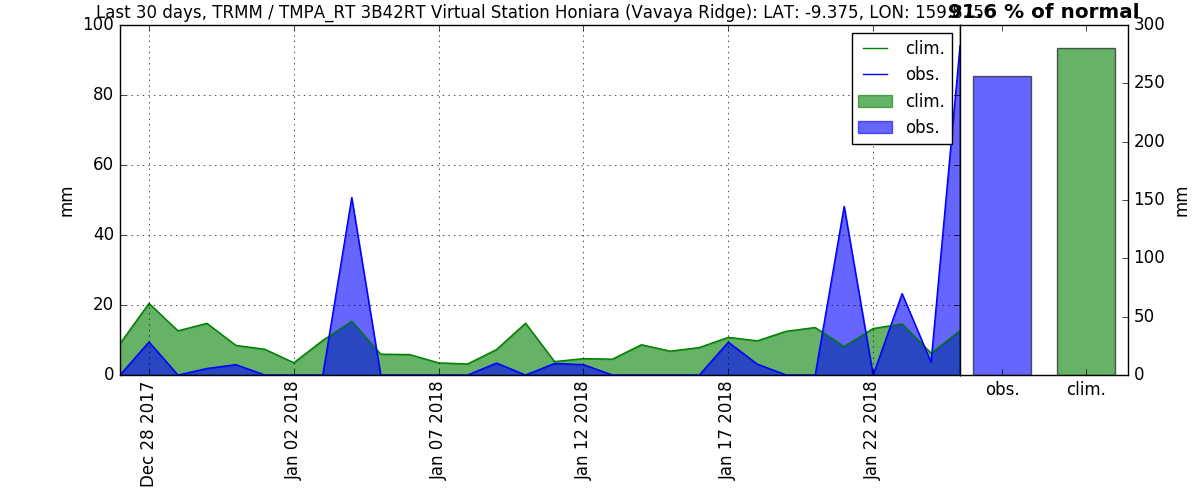 Last 30 days, TRMM / TMPA_RT 3B42RT Virtual Station Honiara (Vavaya Ridge): LAT: -9.375, LON:
91.6 % of normal
100
80
60
40
20
0
mm
clim.
obs.
clim.
obs.
Dec 28 2017
Jan 02 2018
Jan 07 2018
Jan 12 2018
Jan 17 2018
Jan 22 2018
300
250
200
150
100
50
0
mm
obs.
clim.